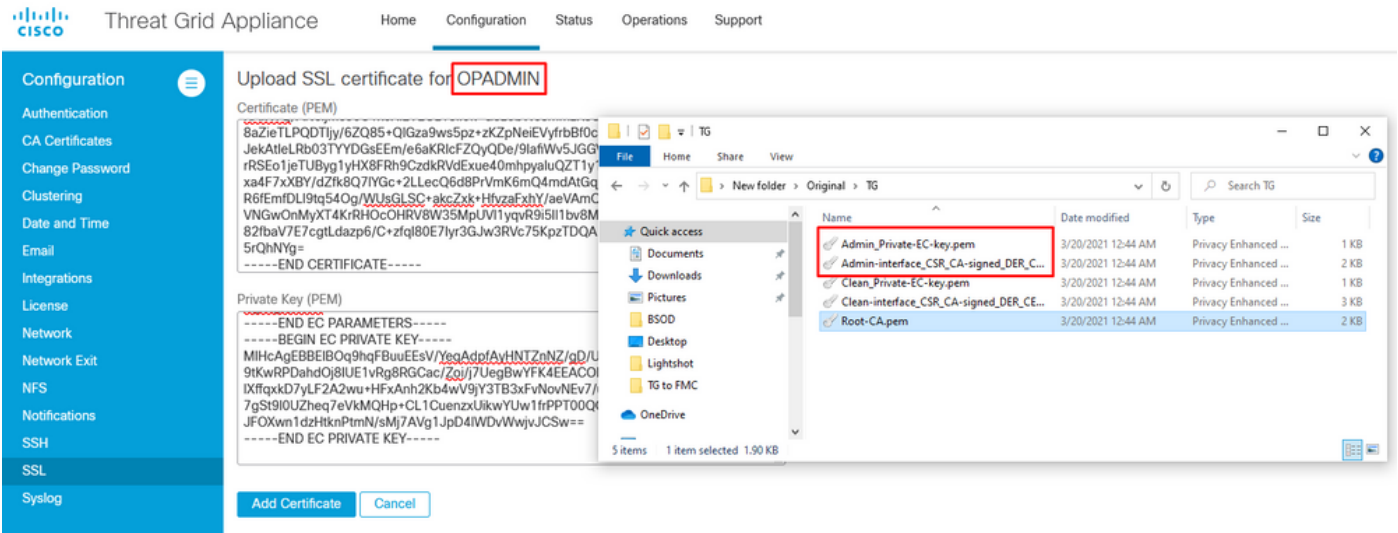 CISCO
Threat Grid Appliance
Home Configuration Status Operations Support
Configuration
Authentication
CA Certificates
Change Password
Clustering
Date and Time
Email
Integrations
License
Network
Network Exit
NFS
Notifications
SSH
SSL
Syslog
Upload SSL certificate for OPADMIN
Certificate (PEM)
5rQhNYg=
-----END CERTIFICATE-----
Private Key (PEM)
-----END EC PARAMETERS-----
-----BEGIN EC PRIVATE KEY-----
-----END EC PRIVATE KEY-----
Add Certificate Cancel
TG
File Home Share View
New folder > Original > TG
Search TG
Quick access
Documents
Downloads
Pictures
BSOD
Desktop
Lightshot
TG to FMC
OneDrive
Name Date modified Type Size
Admin_Private-EC-key.pem 3/20/2021 12:44 AM Privacy Enhanced ... 1 KB
Admin-interface_CSR_CA-signed_DER_C... 3/20/2021 12:44 AM Privacy Enhanced ... 2 KB
Clean_Private-EC-key.pem 3/20/2021 12:44 AM Privacy Enhanced ... 1 KB
Clean-interface_CSR_CA-signed_DER_CE... 3/20/2021 12:44 AM Privacy Enhanced ... 3 KB
Root-CA.pem 3/20/2021 12:44 AM Privacy Enhanced ... 2 KB
5 items 1 item selected 1.90 KB